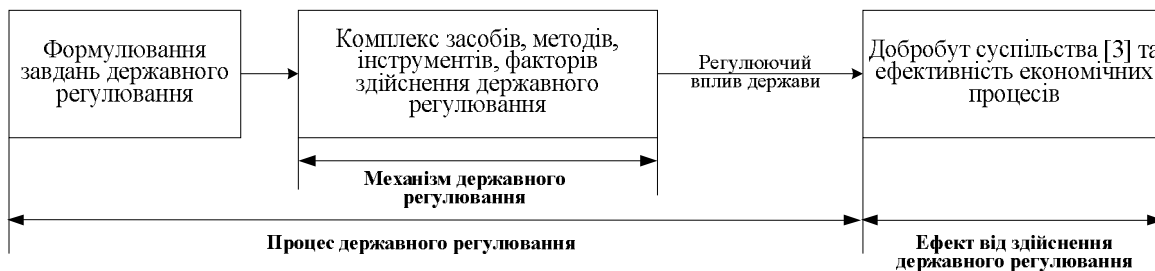 Формулювання
завдань державного
регулювання
Комплекс засобів, методів,
інструментів, факторів
здійснення державного
регулювання
Регулюючий
вплив держави
Добробут суспільства [3] та
ефективність економічних
процесів
Механізм державного
регулювання
Процес державного регулювання
Ефект від здійснення
державного регулювання